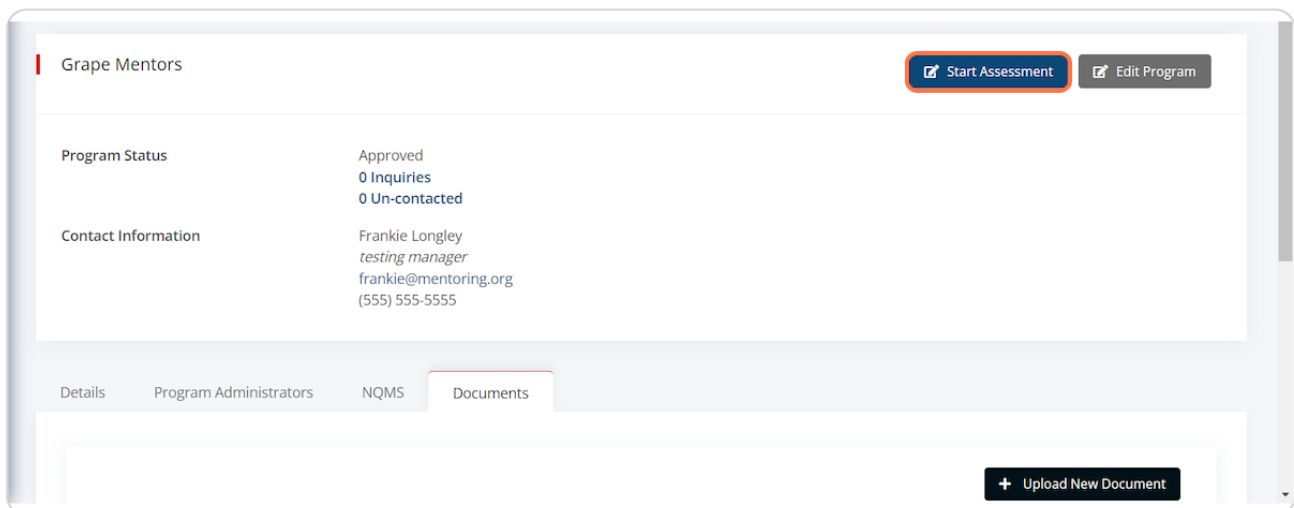 Grape Mentors
Start Assessment
Edit Program
Program Status
Approved
0 Inquiries
0 Un-contacted
Contact Information
Frankie Longley
testing manager
frankie@mentoring.org
(555) 555-5555
Details
Program Administrators
NQMS
Documents
+ Upload New Document